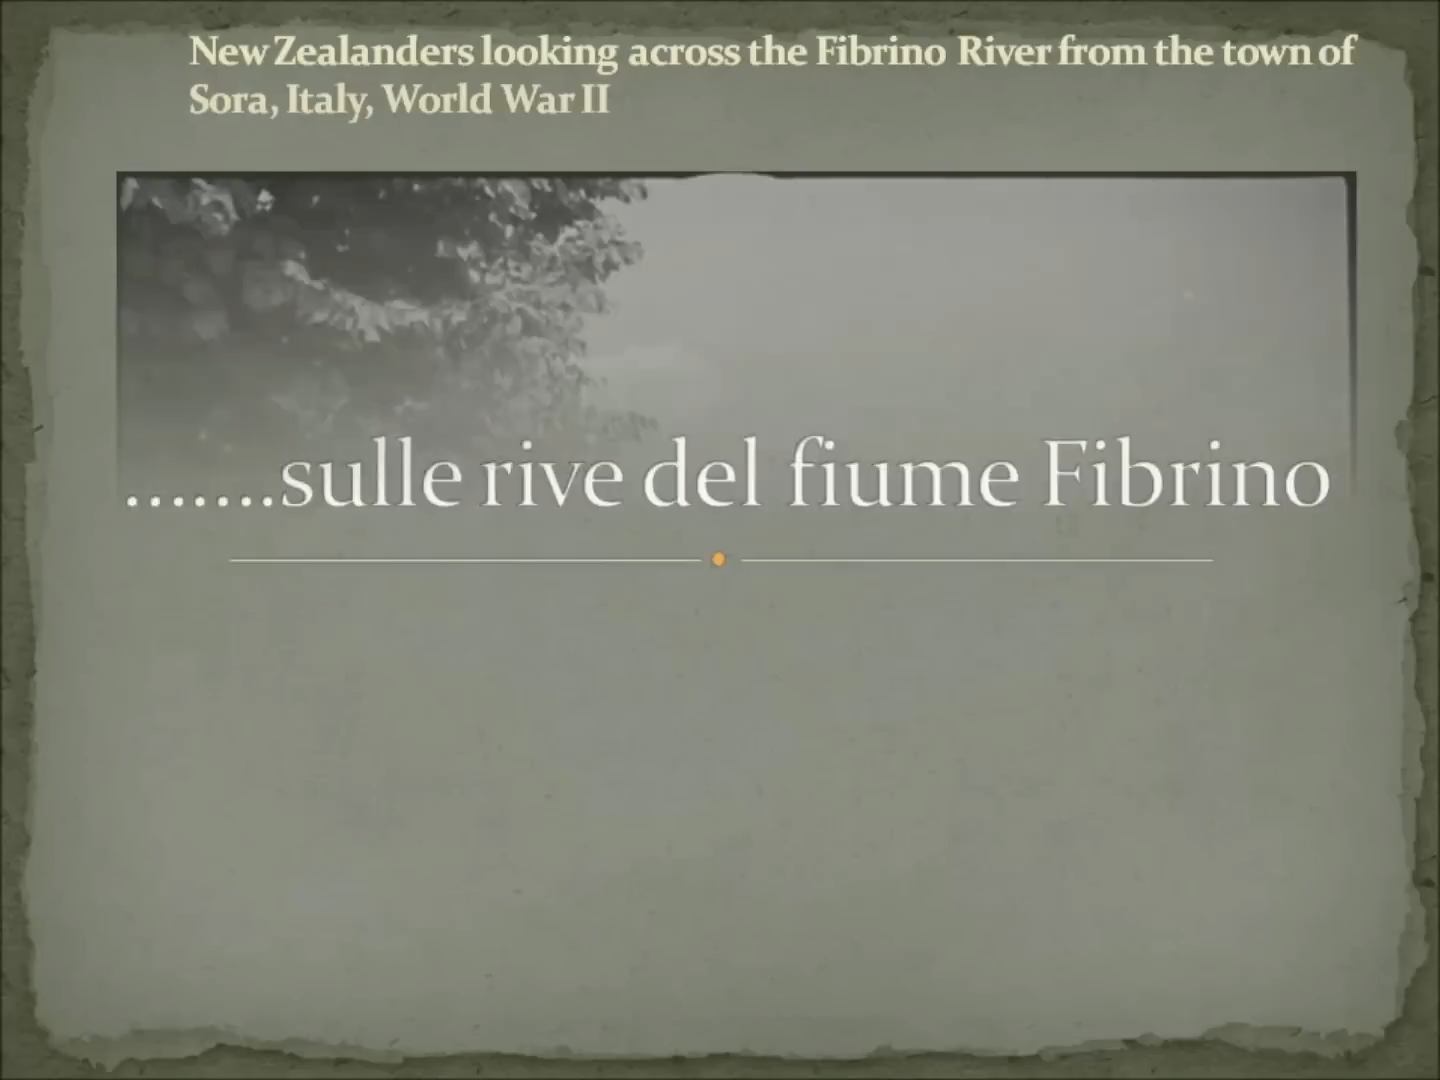 New Zealanders looking across the Fibrino River from the town of
Sora, Italy, World War II
.......sulle rive del fiume Fibrino